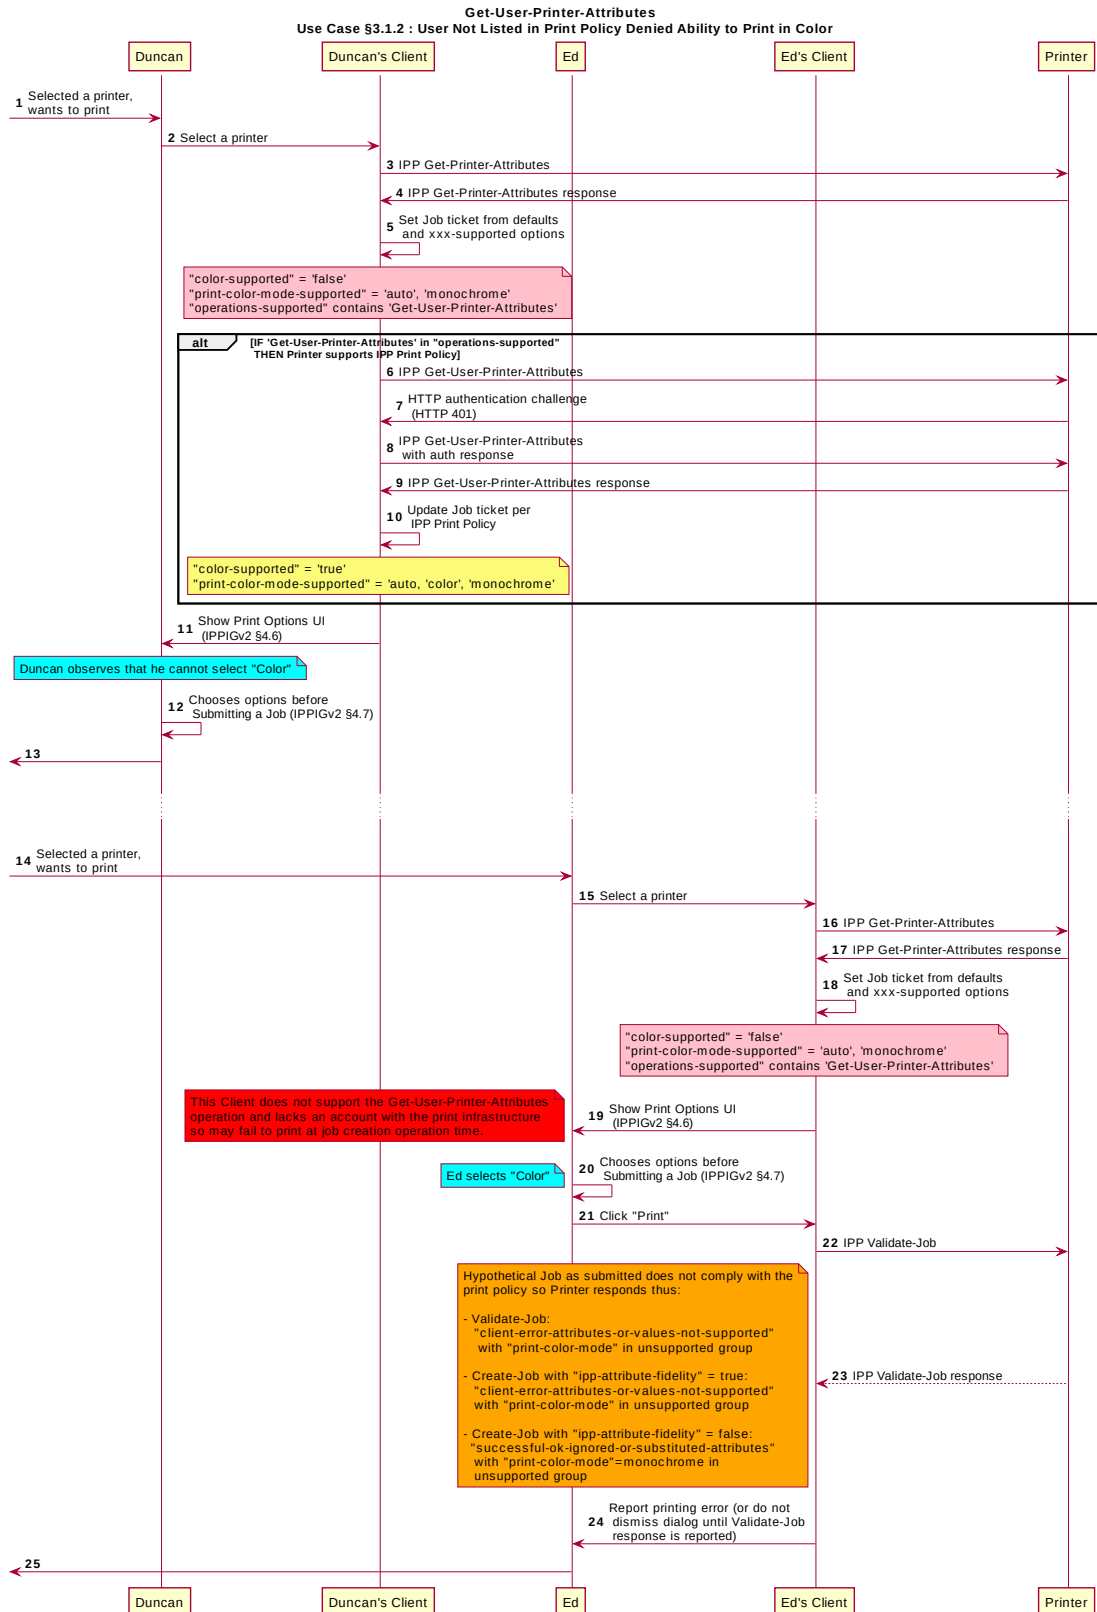 Get-User-Printer-Attributes
Use Case §3.1.2 : User Not Listed in Print Policy Denied Ability to Print in Color
Duncan
Duncan's Client
Ed
Ed's Client
Printer
1 Selected a printer,
wants to print
2 Select a printer
3 IPP Get-Printer-Attributes
4 IPP Get-Printer-Attributes response
5 Set Job ticket from defaults
and xxx-supported options
"color-supported" = 'false'
"print-color-mode-supported" = 'auto', 'monochrome'
"operations-supported" contains 'Get-User-Printer-Attributes'
alt
[IF 'Get-User-Printer-Attributes' in "operations-supported"
THEN Printer supports IPP Print Policy]
6 IPP Get-User-Printer-Attributes
7 HTTP authentication challenge
(HTTP 401)
8 IPP Get-User-Printer-Attributes
with auth response
9 IPP Get-User-Printer-Attributes response
10 Update Job ticket per
IPP Print Policy
"color-supported" = 'true'
"print-color-mode-supported" = 'auto, 'color', 'monochrome'
11 Show Print Options UI
(IPPIGv2 §4.6)
Duncan observes that he cannot select "Color"
12 Chooses options before
Submitting a Job (IPPIGv2 §4.7)
13
14 Selected a printer,
wants to print
15 Select a printer
16 IPP Get-Printer-Attributes
17 IPP Get-Printer-Attributes response
18 Set Job ticket from defaults
and xxx-supported options
"color-supported" = 'false'
"print-color-mode-supported" = 'auto', 'monochrome'
"operations-supported" contains 'Get-User-Printer-Attributes'
This Client does not support the Get-User-Printer-Attributes
operation and lacks an account with the print infrastructure
so may fail to print at job creation operation time.
19 Show Print Options UI
(IPPIGv2 §4.6)
Ed selects "Color"
20 Chooses options before
Submitting a Job (IPPIGv2 §4.7)
21 Click "Print"
22 IPP Validate-Job
Hypothetical Job as submitted does not comply with the
print policy so Printer responds thus:
- Validate-Job:
"client-error-attributes-or-values-not-supported"
with "print-color-mode" in unsupported group
- Create-Job with "ipp-attribute-fidelity" = true:
"client-error-attributes-or-values-not-supported"
with "print-color-mode" in unsupported group
- Create-Job with "ipp-attribute-fidelity" = false:
"successful-ok-ignored-or-substituted-attributes"
with "print-color-mode"=monochrome in
unsupported group
23 IPP Validate-Job response
24 Report printing error (or do not
dismiss dialog until Validate-Job
response is reported)
25
Duncan
Duncan's Client
Ed
Ed's Client
Printer